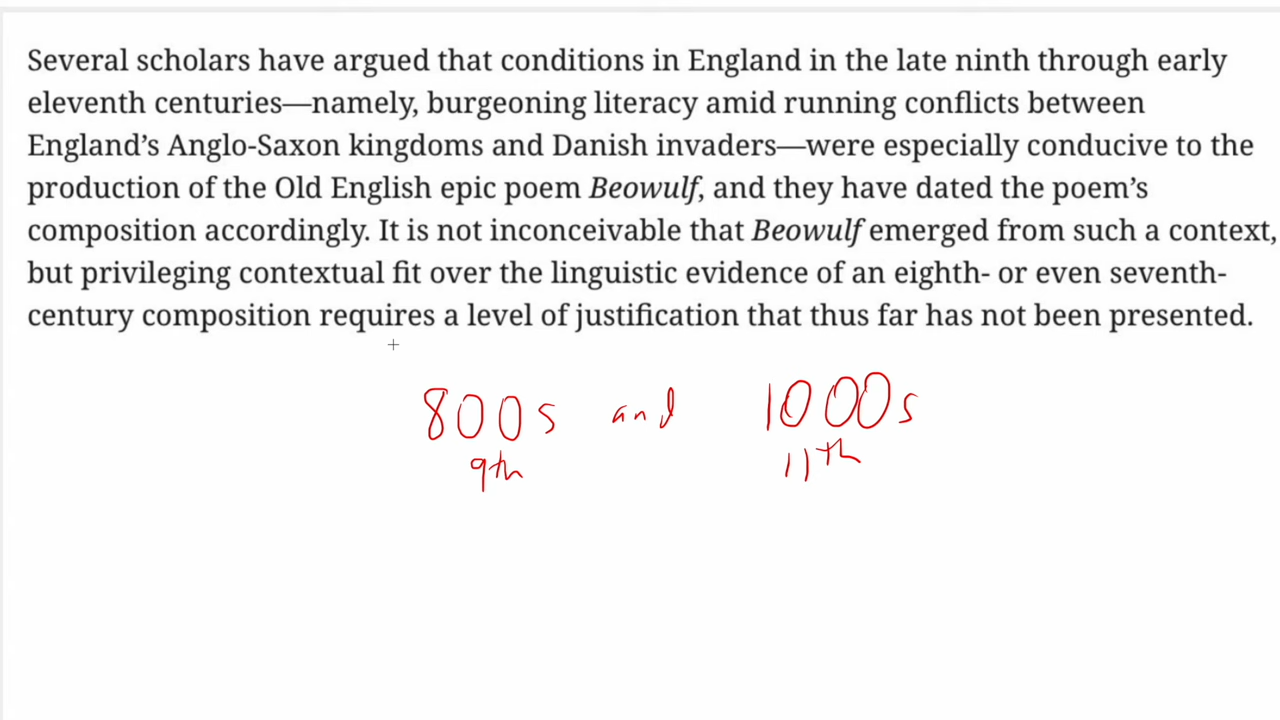 Several scholars have argued that conditions in England in the late ninth through early
eleventh centuries—namely, burgeoning literacy amid running conflicts between
England’s Anglo-Saxon kingdoms and Danish invaders—were especially conducive to the
production of the Old English epic poem Beowulf, and they have dated the poem’s
composition accordingly. It is not inconceivable that Beowulf emerged from such a context,
but privileging contextual fit over the linguistic evidence of an eighth- or even seventh-
century composition requires a level of justification that thus far has not been presented.
800s and 1000s
9th 11th